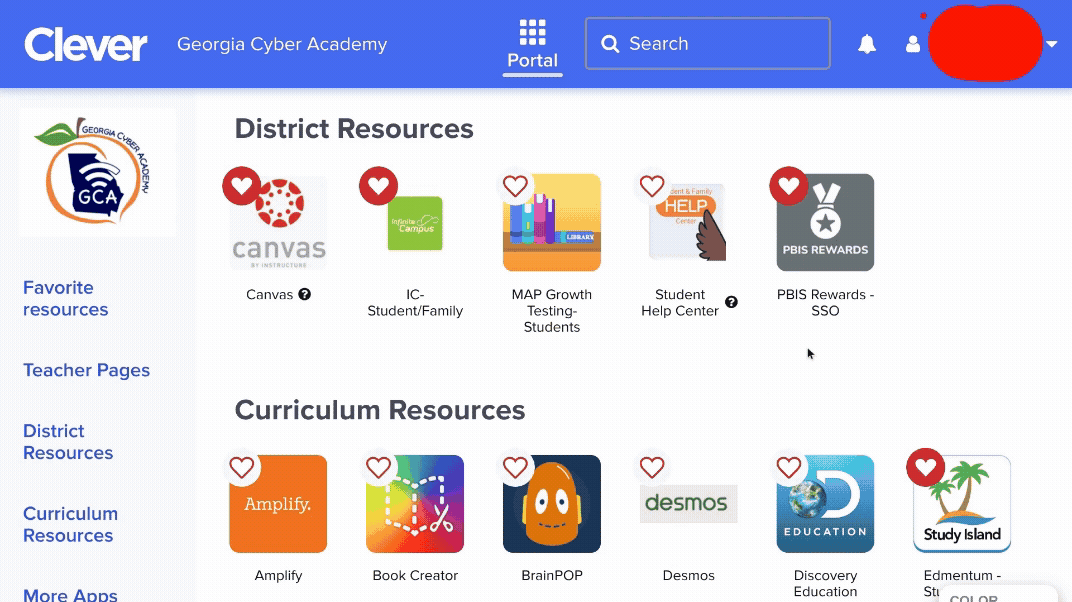 Clever
Georgia Cyber Academy
Portal
Search
GEORGIA CYBER ACADEMY
GCA
Favorite
resources
Teacher Pages
District
Resources
Curriculum
Resources
More Apps
District Resources
canvas
BY INSTRUCTURE
Canvas ?
Infinite
Campus
IC-
Student/Family
LIBRARY
MAP Growth
Testing-
Students
dent & Family
HELP
Center
Student
Help Center ?
PBIS REWARDS
PBIS Rewards -
SSO
Curriculum Resources
Amplify.
Amplify
Book Creator
BrainPOP
desmos
Desmos
D
EDUCATION
Discovery
Education
Study Island
Edmentum -
COLOR